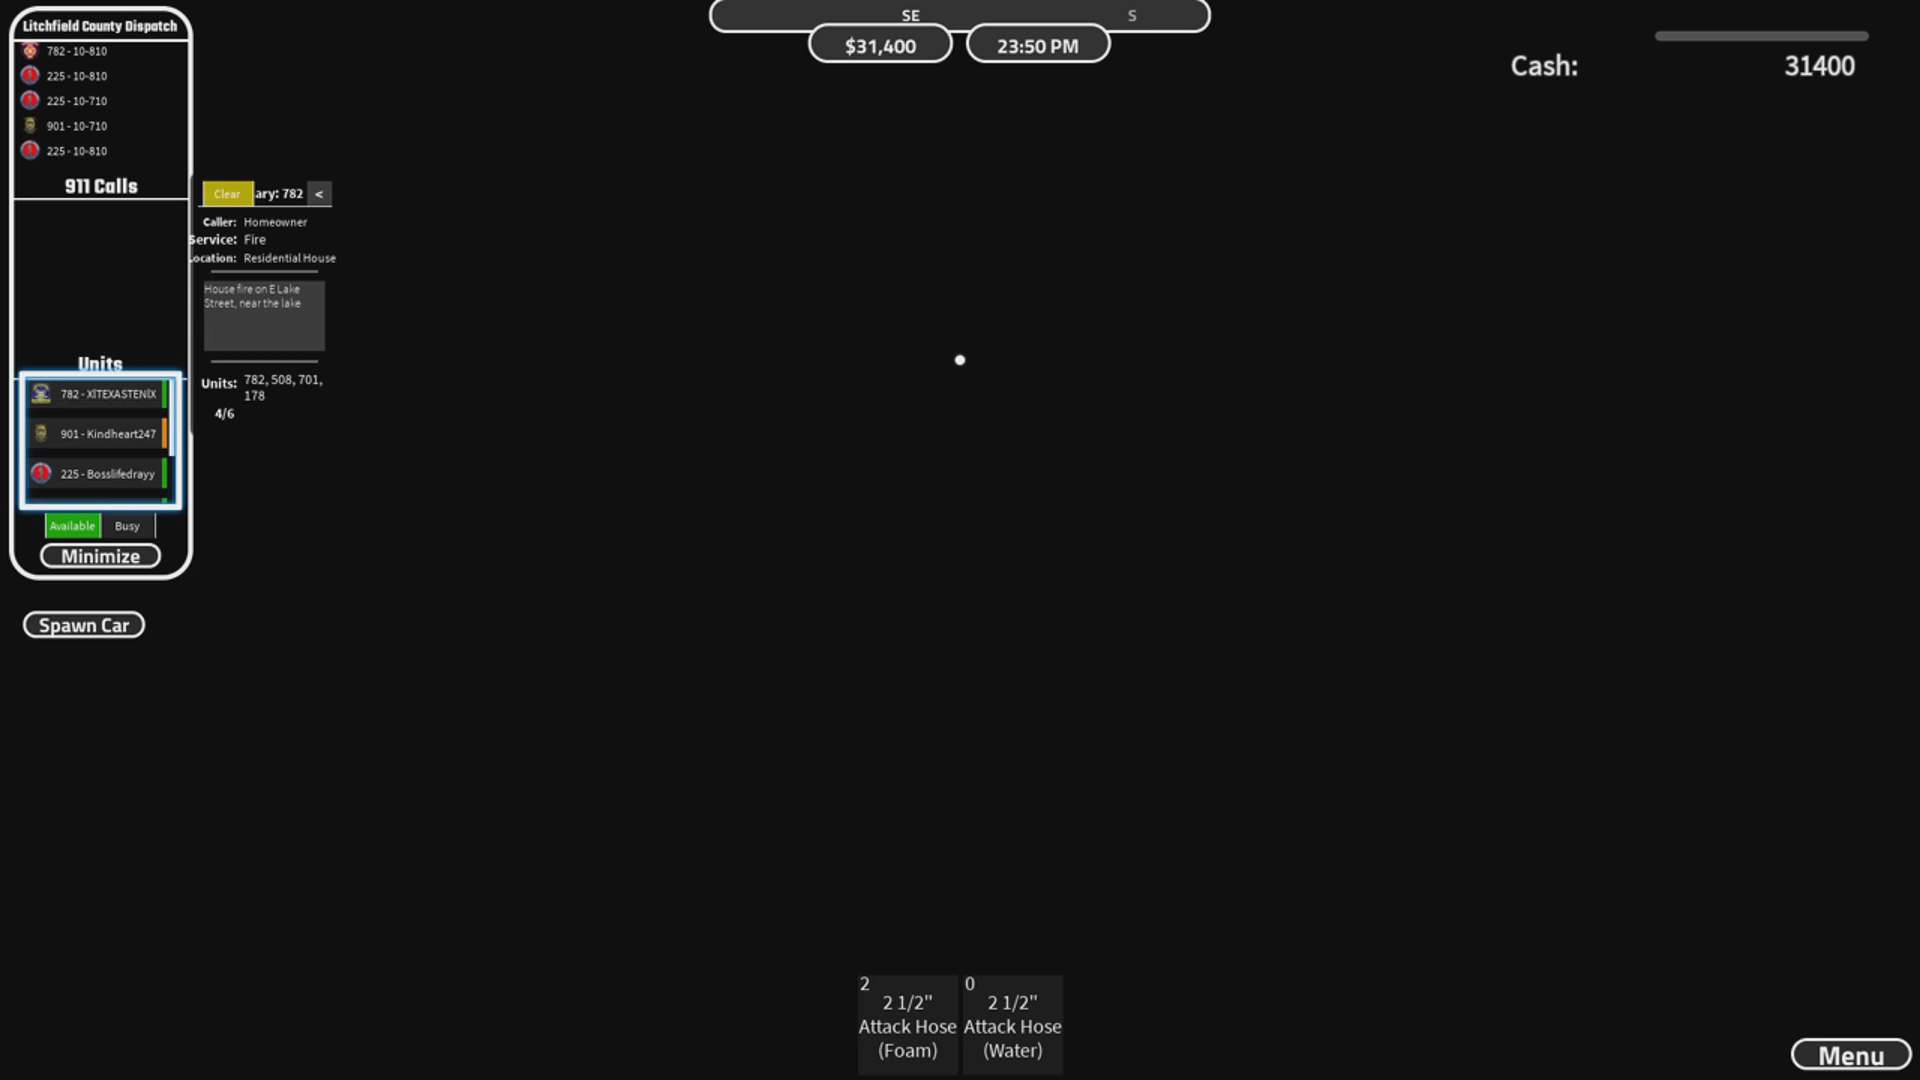 Litchfield County Dispatch
782 - 10-810
225 - 10-810
225 - 10-710
901 - 10-710
225 - 10-810
911 Calls
Units
782 - XITEXASTENIX
901 - Kindheart247
225 - Bosslifedrayy
Available Busy
Minimize
Spawn Car
Clear ary: 782 <
Caller: Homeowner
Service: Fire
ocation: Residential House
House fire on E Lake
Street, near the lake
Units: 782, 508, 701,
178
4/6
SE S
$31,400 23:50 PM
Cash: 31400
2
2 1/2"
Attack Hose
(Foam)
0
2 1/2"
Attack Hose
(Water)
Menu